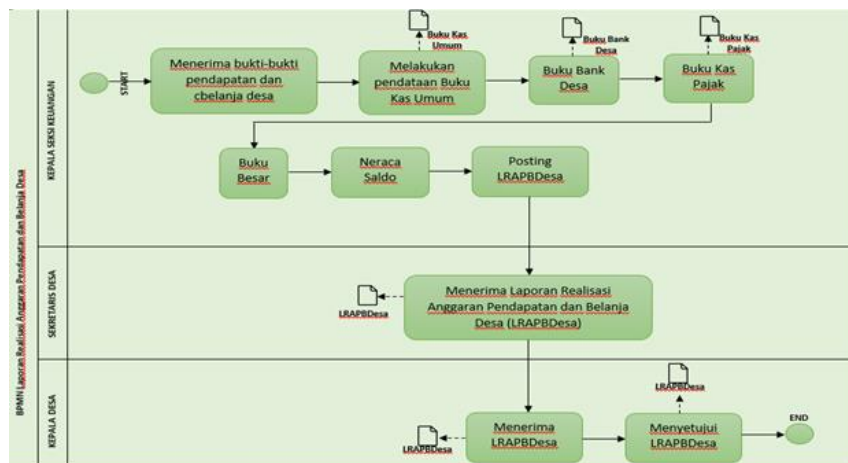 BPMN Laporan Realisasi Anggaran Pendapatan dan Belanja Desa
KEPALA SEKSI KEUANGAN
START
Menerima bukti-bukti
pendapatan dan
cbelanja desa
Buku Kas
Umum
Melakukan
pendataan Buku
Kas Umum
Buku Bank
Desa
Buku Bank
Desa
Buku Kas
Pajak
Buku Kas
Pajak
Buku
Besar
Neraca
Saldo
Posting
LRAPBDesa
SEKRETARIS DESA
LRAPBDesa
Menerima Laporan Realisasi
Anggaran Pendapatan dan Belanja
Desa (LRAPBDesa)
KEPALA DESA
LRAPBDesa
Menerima
LRAPBDesa
LRAPBDesa
Menyetujui
LRAPBDesa
END